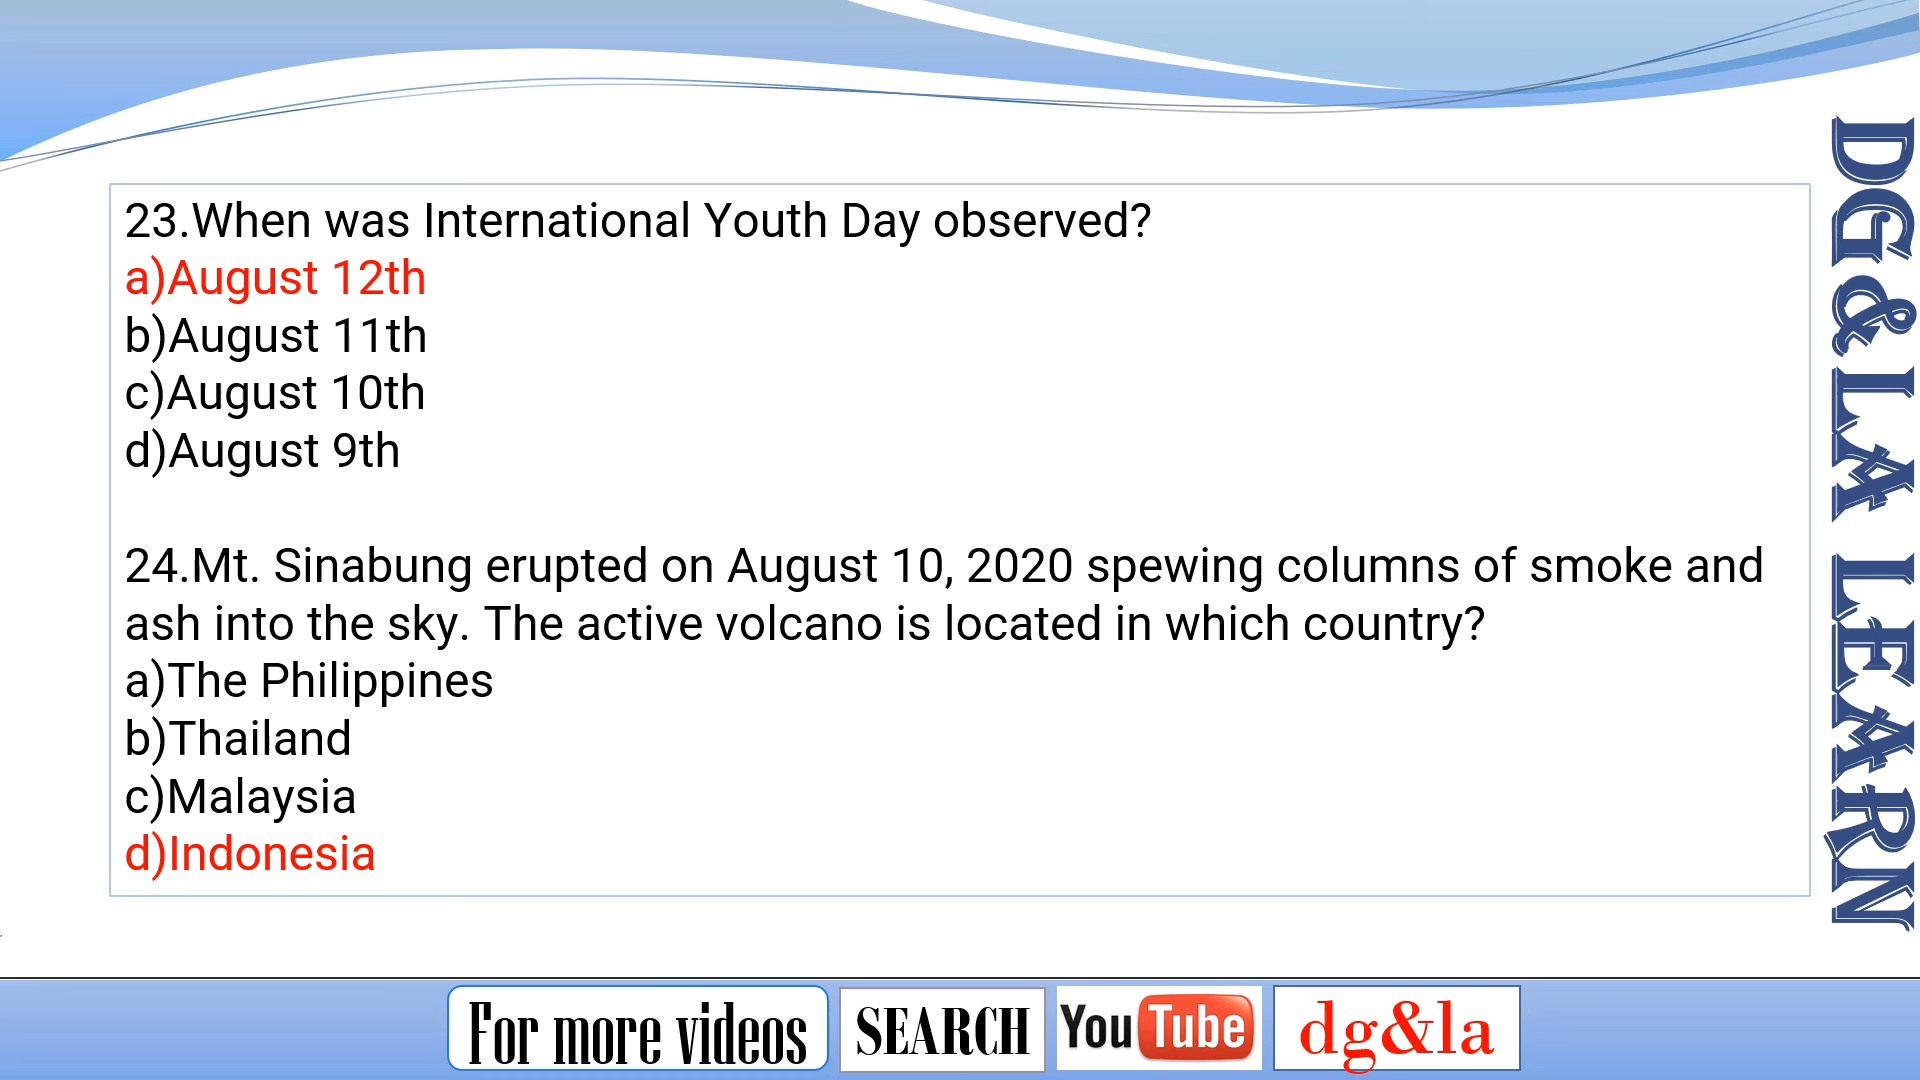 23.When was International Youth Day observed?
a)August 12th
b)August 11th
c)August 10th
d)August 9th
24.Mt. Sinabung erupted on August 10, 2020 spewing columns of smoke and
ash into the sky. The active volcano is located in which country?
a)The Philippines
b)Thailand
c)Malaysia
d)Indonesia
DG&LA LEARN
For more videos
SEARCH
YouTube
dg&la